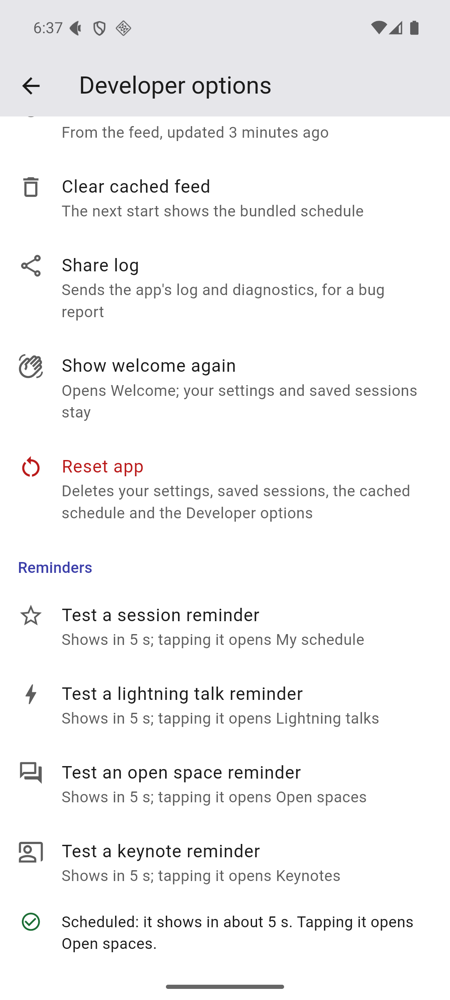 6:37
Developer options
From the feed, updated 3 minutes ago
Clear cached feed
The next start shows the bundled schedule
Share log
Sends the app's log and diagnostics, for a bug
report
Show welcome again
Opens Welcome; your settings and saved sessions
stay
Reset app
Deletes your settings, saved sessions, the cached
schedule and the Developer options
Reminders
Test a session reminder
Shows in 5 s; tapping it opens My schedule
Test a lightning talk reminder
Shows in 5 s; tapping it opens Lightning talks
Test an open space reminder
Shows in 5 s; tapping it opens Open spaces
Test a keynote reminder
Shows in 5 s; tapping it opens Keynotes
Scheduled: it shows in about 5 s. Tapping it opens
Open spaces.